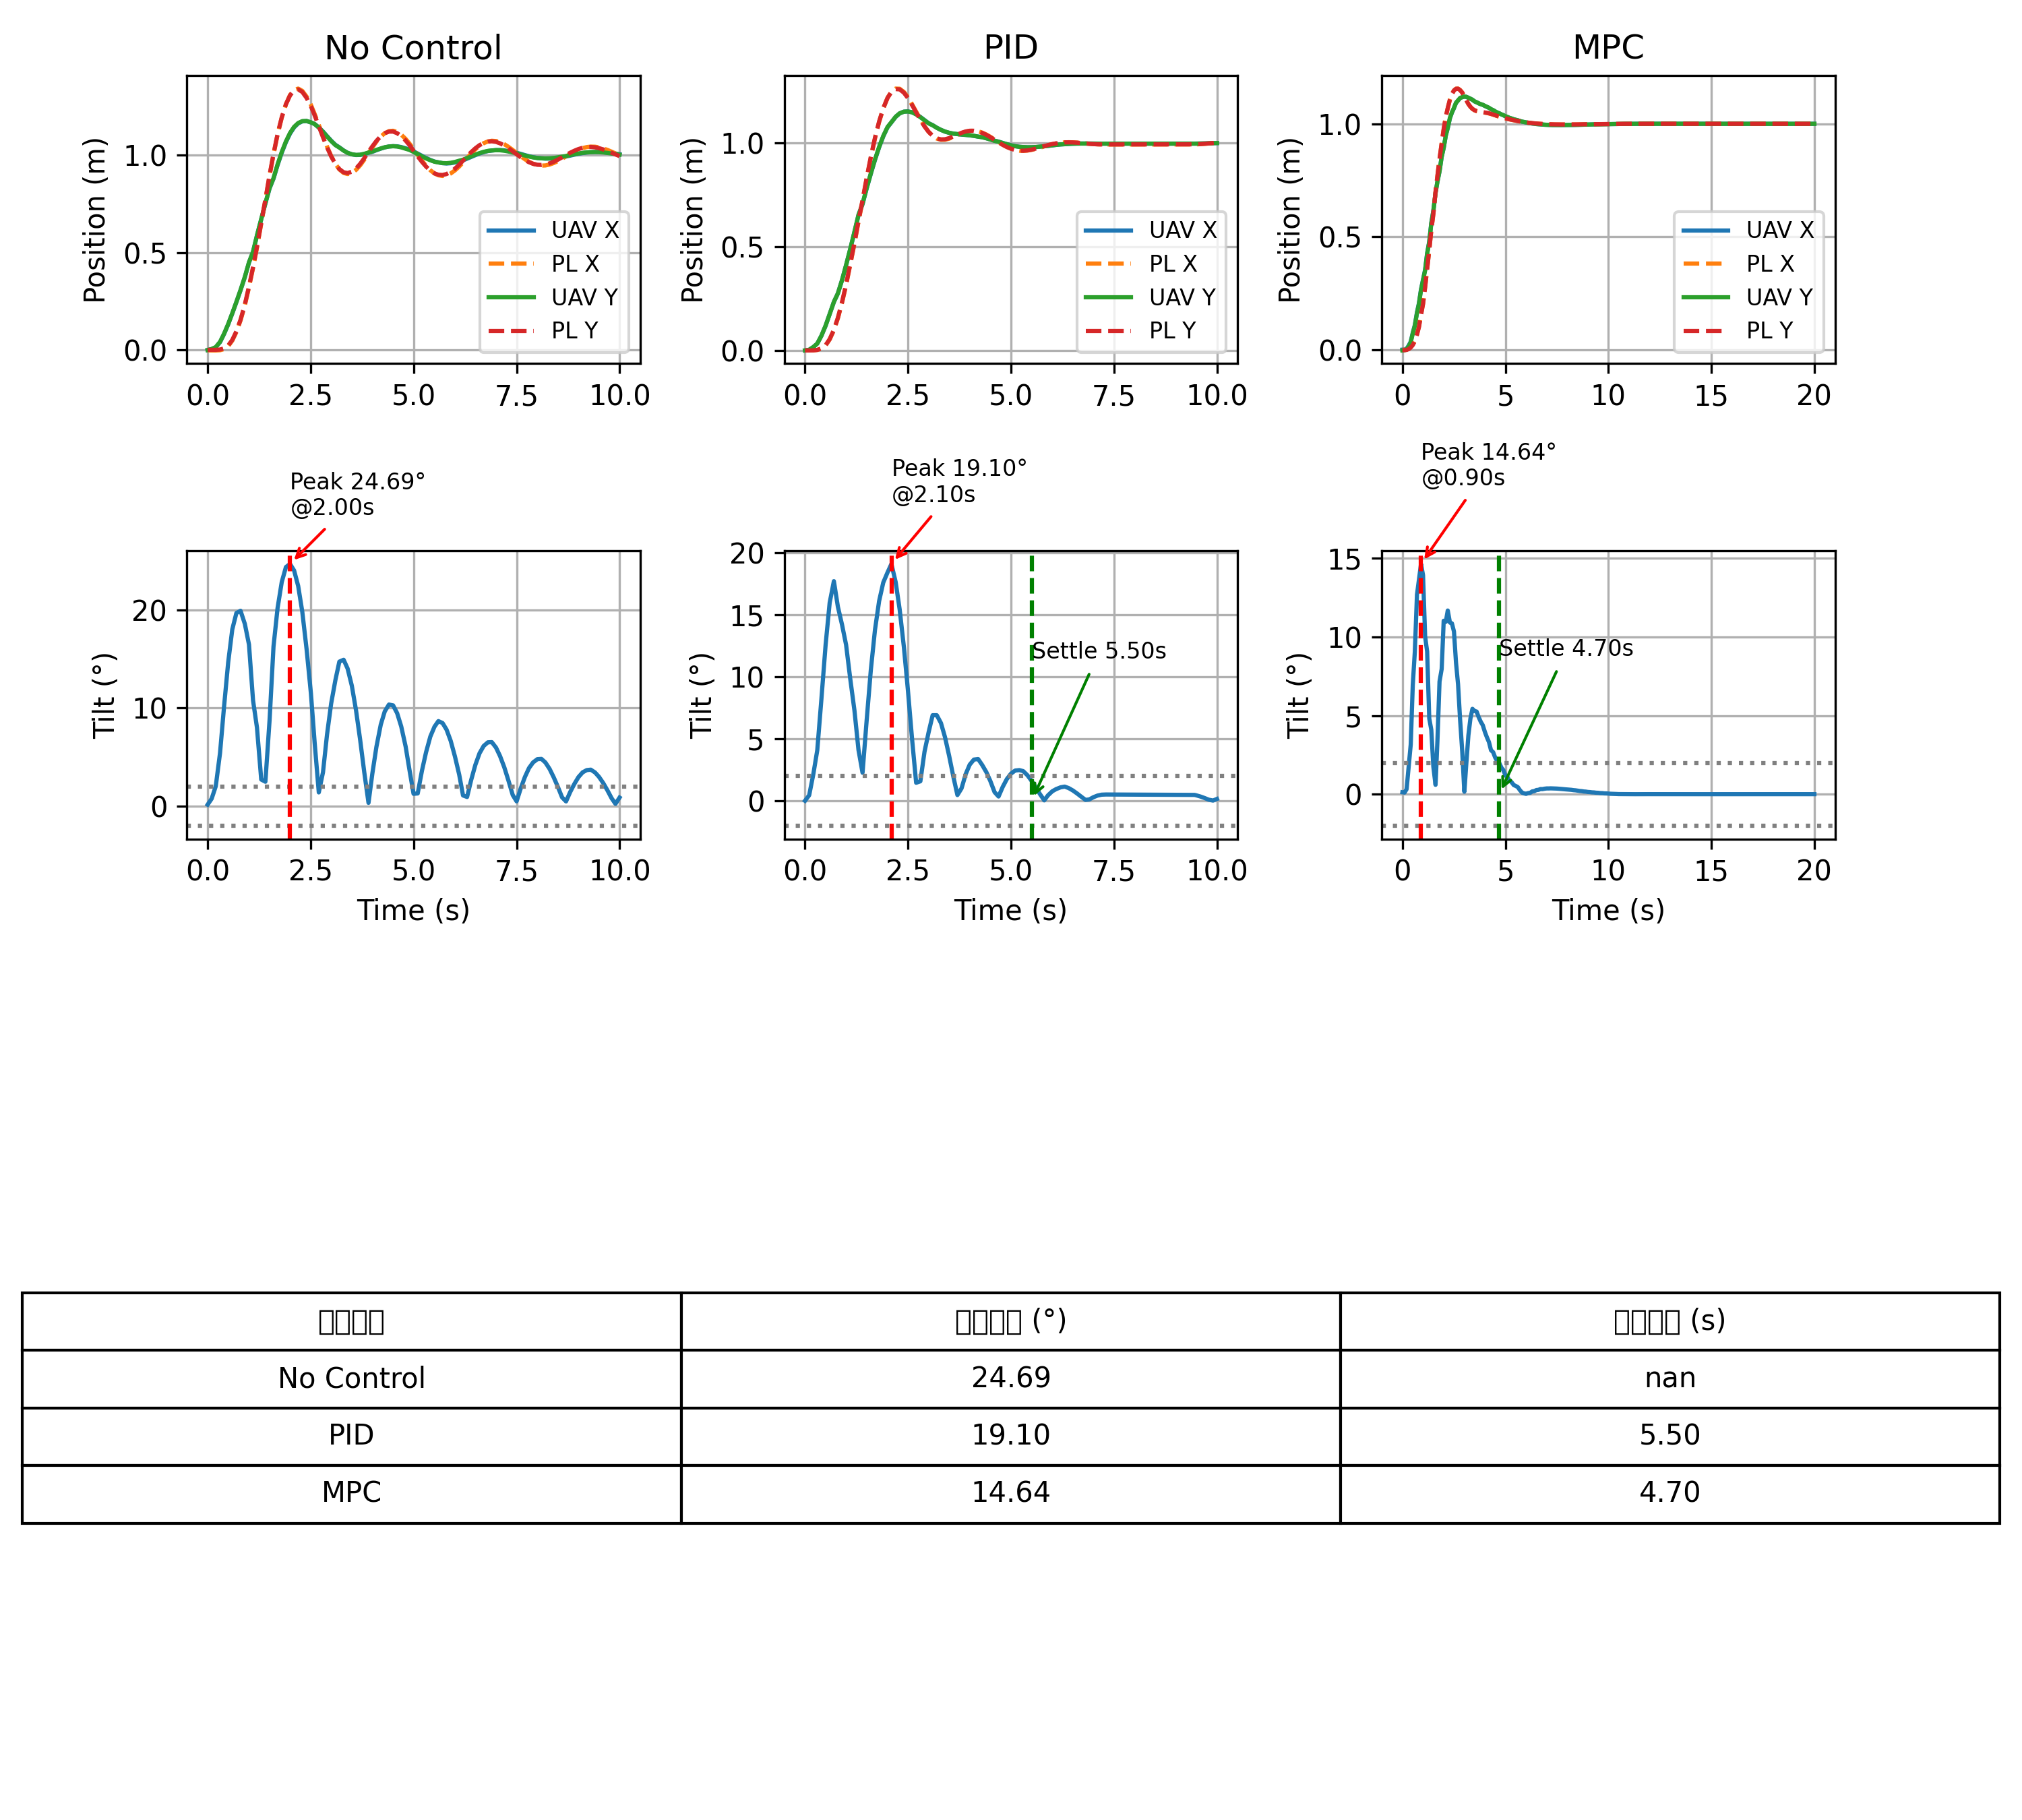 No Control
PID
MPC
Position (m)
1.0
0.5
0.0
UAV X
PL X
UAV Y
PL Y
0.0 2.5 5.0 7.5 10.0
Position (m)
1.0
0.5
0.0
UAV X
PL X
UAV Y
PL Y
0.0 2.5 5.0 7.5 10.0
Position (m)
1.0
0.5
0.0
UAV X
PL X
UAV Y
PL Y
0 5 10 15 20
Peak 24.69°
@2.00s
Tilt (°)
20
10
0
0.0 2.5 5.0 7.5 10.0
Time (s)
Peak 19.10°
@2.10s
Settle 5.50s
Tilt (°)
20
15
10
5
0
0.0 2.5 5.0 7.5 10.0
Time (s)
Peak 14.64°
@0.90s
Settle 4.70s
Tilt (°)
15
10
5
0
0 5 10 15 20
Time (s)
(°) (s)
No Control 24.69 nan
PID 19.10 5.50
MPC 14.64 4.70